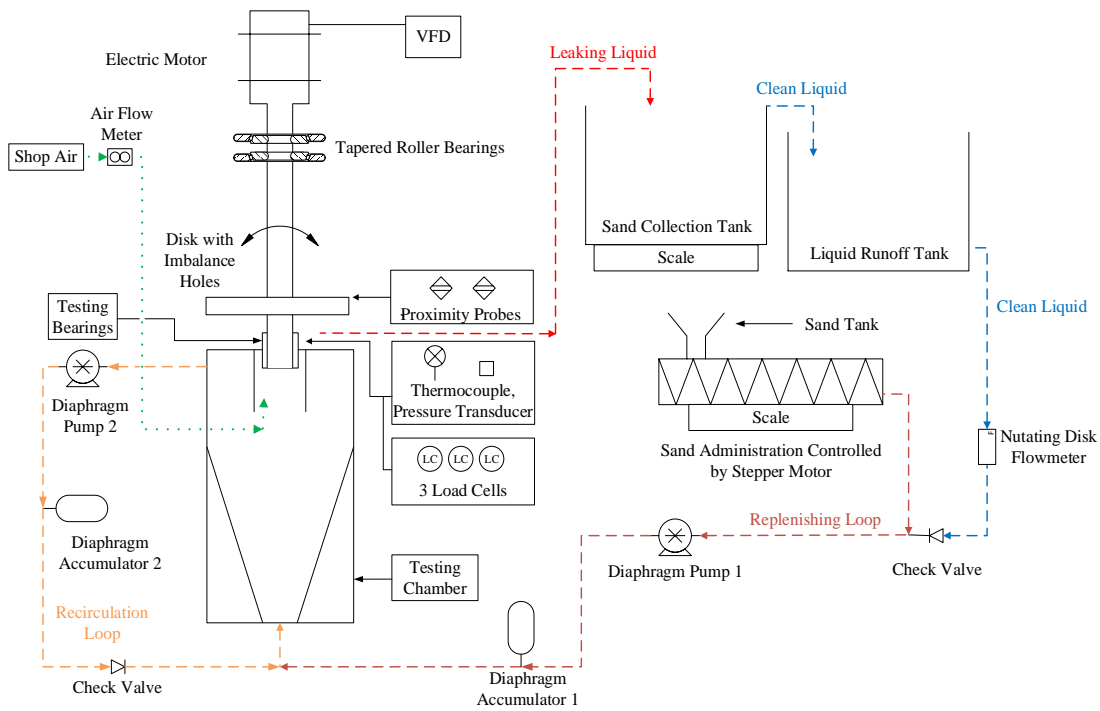 VFD
Electric Motor
Leaking Liquid
Clean Liquid
Air Flow
Meter
Shop Air
Tapered Roller Bearings
Sand Collection Tank
Scale
Liquid Runoff Tank
Disk with
Imbalance
Holes
Testing
Bearings
Proximity Probes
Clean Liquid
Sand Tank
Thermocouple,
Pressure Transducer
Diaphragm
Pump 2
Scale
Sand Administration Controlled
by Stepper Motor
F
Nutating Disk
Flowmeter
LC LC LC
3 Load Cells
Diaphragm
Accumulator 2
Replenishing Loop
Diaphragm Pump 1
Check Valve
Testing
Chamber
Recirculation
Loop
Check Valve
Diaphragm
Accumulator 1